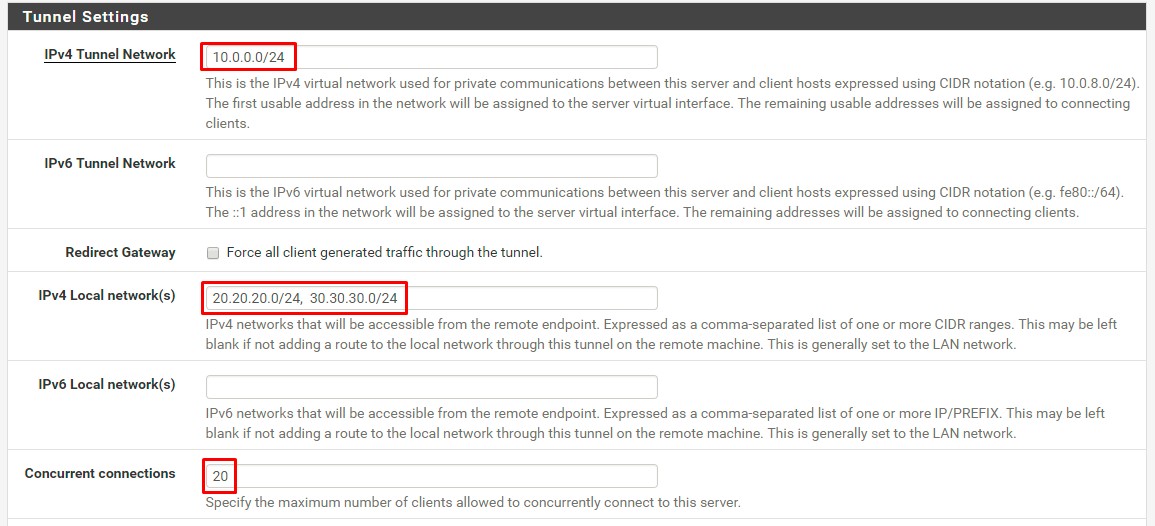 Tunnel Settings
IPv4 Tunnel Network
10.0.0.0/24
This is the IPv4 virtual network used for private communications between this server and client hosts expressed using CIDR notation (e.g. 10.0.8.0/24).
The first usable address in the network will be assigned to the server virtual interface. The remaining usable addresses will be assigned to connecting
clients.
IPv6 Tunnel Network
This is the IPv6 virtual network used for private communications between this server and client hosts expressed using CIDR notation (e.g. fe80::/64).
The ::1 address in the network will be assigned to the server virtual interface. The remaining addresses will be assigned to connecting clients.
Redirect Gateway
Force all client generated traffic through the tunnel.
IPv4 Local network(s)
20.20.20.0/24, 30.30.30.0/24
IPv4 networks that will be accessible from the remote endpoint. Expressed as a comma-separated list of one or more CIDR ranges. This may be left
blank if not adding a route to the local network through this tunnel on the remote machine. This is generally set to the LAN network.
IPv6 Local network(s)
IPv6 networks that will be accessible from the remote endpoint. Expressed as a comma-separated list of one or more IP/PREFIX. This may be left
blank if not adding a route to the local network through this tunnel on the remote machine. This is generally set to the LAN network.
Concurrent connections
20
Specify the maximum number of clients allowed to concurrently connect to this server.